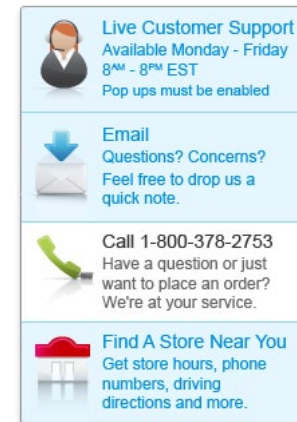 Live Customer Support
Available Monday - Friday
8AM - 8PM EST
Pop ups must be enabled
Email
Questions? Concerns?
Feel free to drop us a
quick note.
Call 1-800-378-2753
Have a question or just
want to place an order?
We're at your service.
Find A Store Near You
Get store hours, phone
numbers, driving
directions and more.